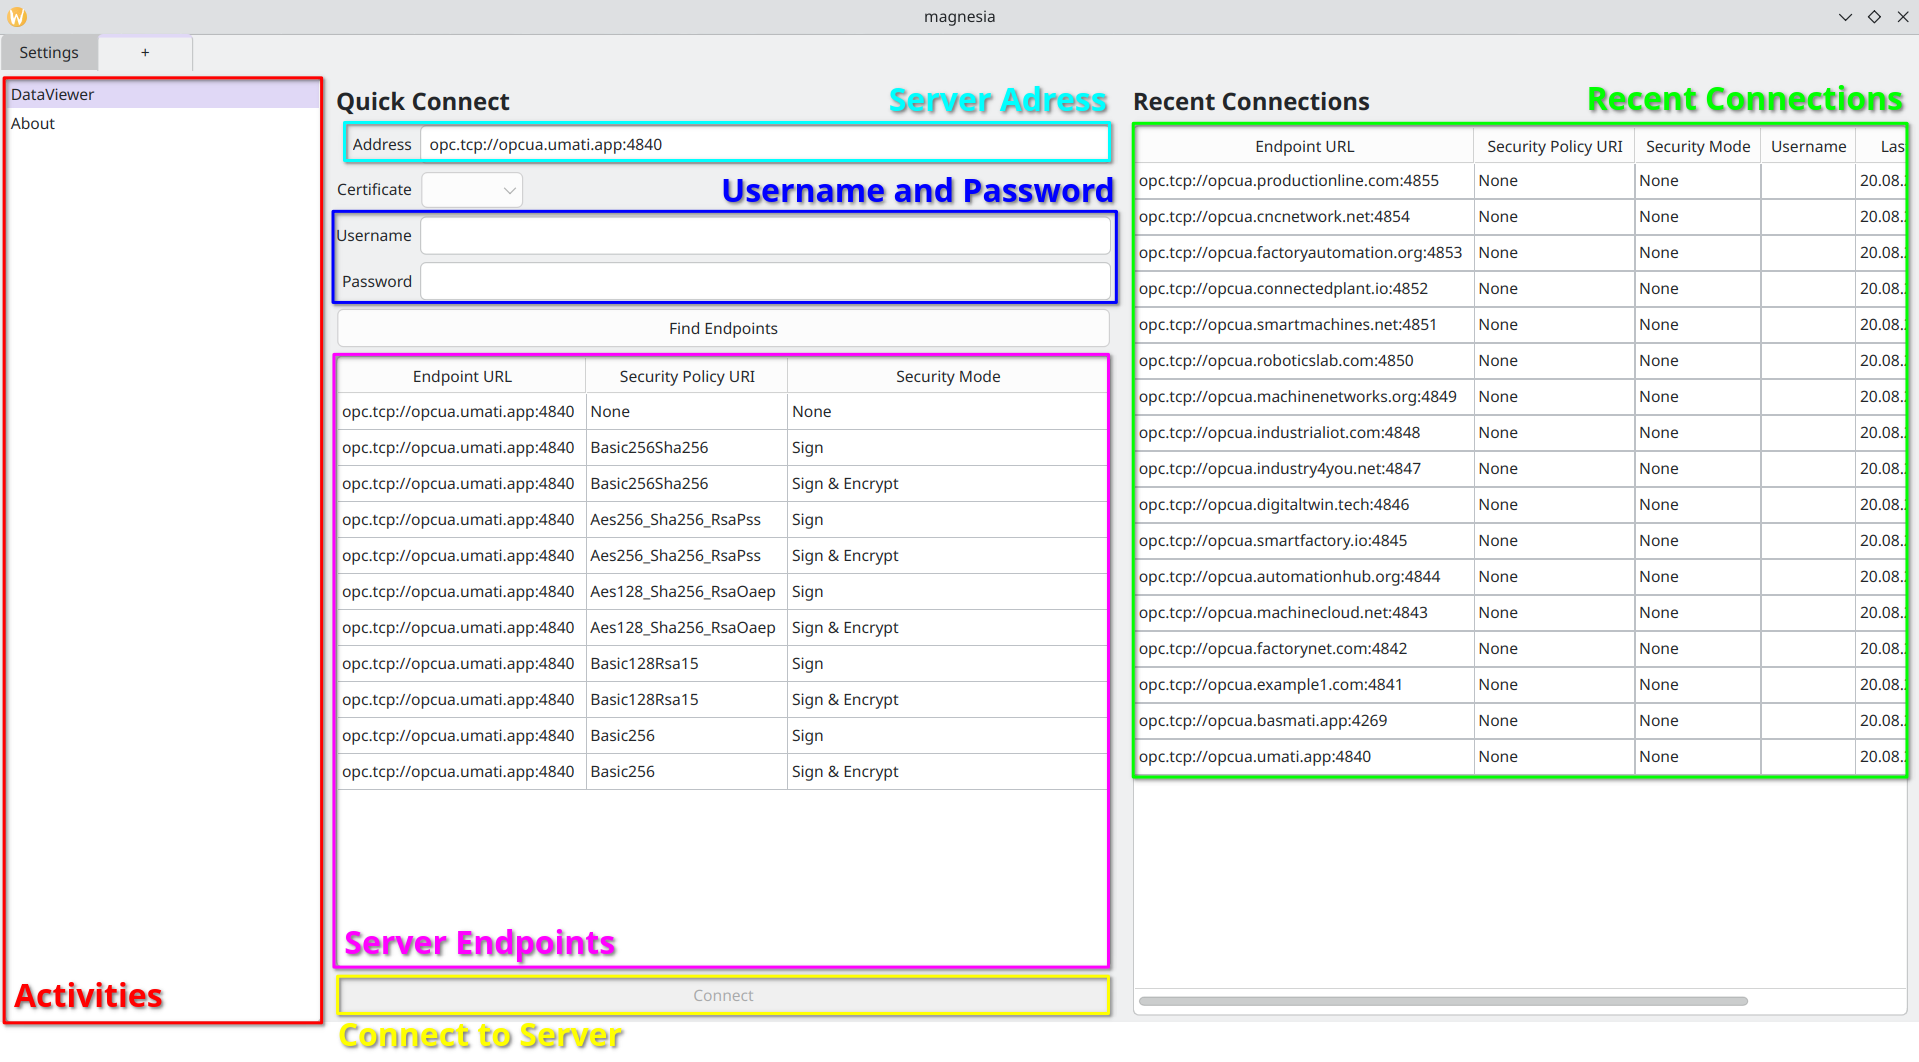 magnesia
Settings +
DataViewer
About
Activities
Quick Connect
Server Adress
Address opc.tcp://opcua.umati.app:4840
Certificate
Username and Password
Username
Password
Find Endpoints
Endpoint URL Security Policy URI Security Mode
opc.tcp://opcua.umati.app:4840 None None
opc.tcp://opcua.umati.app:4840 Basic256Sha256 Sign
opc.tcp://opcua.umati.app:4840 Basic256Sha256 Sign & Encrypt
opc.tcp://opcua.umati.app:4840 Aes256_Sha256_RsaPss Sign
opc.tcp://opcua.umati.app:4840 Aes256_Sha256_RsaPss Sign & Encrypt
opc.tcp://opcua.umati.app:4840 Aes128_Sha256_RsaOaep Sign
opc.tcp://opcua.umati.app:4840 Aes128_Sha256_RsaOaep Sign & Encrypt
opc.tcp://opcua.umati.app:4840 Basic128Rsa15 Sign
opc.tcp://opcua.umati.app:4840 Basic128Rsa15 Sign & Encrypt
opc.tcp://opcua.umati.app:4840 Basic256 Sign
opc.tcp://opcua.umati.app:4840 Basic256 Sign & Encrypt
Server Endpoints
Connect
Connect to Server
Recent Connections
Recent Connections
Endpoint URL Security Policy URI Security Mode Username Las
opc.tcp://opcua.productionline.com:4855 None None 20.08.
opc.tcp://opcua.cncnetwork.net:4854 None None 20.08.
opc.tcp://opcua.factoryautomation.org:4853 None None 20.08.
opc.tcp://opcua.connectedplant.io:4852 None None 20.08.
opc.tcp://opcua.smartmachines.net:4851 None None 20.08.
opc.tcp://opcua.roboticslab.com:4850 None None 20.08.
opc.tcp://opcua.machinenetworks.org:4849 None None 20.08.
opc.tcp://opcua.industrialiot.com:4848 None None 20.08.
opc.tcp://opcua.industry4you.net:4847 None None 20.08.
opc.tcp://opcua.digitaltwin.tech:4846 None None 20.08.
opc.tcp://opcua.smartfactory.io:4845 None None 20.08.
opc.tcp://opcua.automationhub.org:4844 None None 20.08.
opc.tcp://opcua.machinecloud.net:4843 None None 20.08.
opc.tcp://opcua.factorynet.com:4842 None None 20.08.
opc.tcp://opcua.example1.com:4841 None None 20.08.
opc.tcp://opcua.basmati.app:4269 None None 20.08.
opc.tcp://opcua.umati.app:4840 None None 20.08.